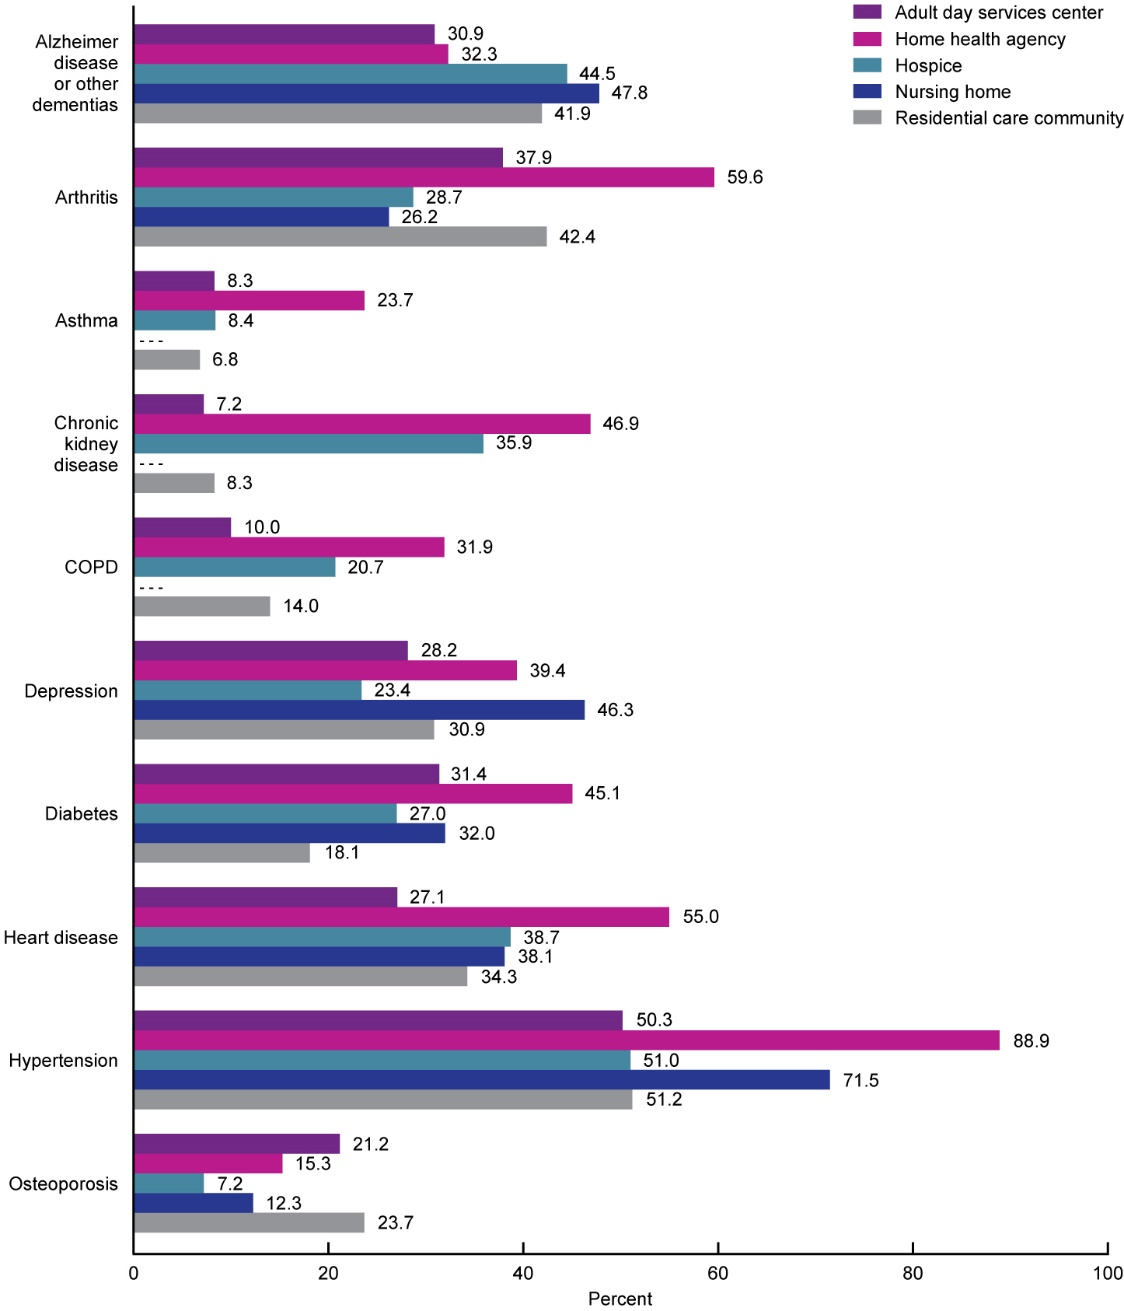 Adult day services center
Home health agency
Hospice
Nursing home
Residential care community
Alzheimer
disease
or other
dementias
30.9
32.3
44.5
47.8
41.9
Arthritis
37.9
59.6
28.7
26.2
42.4
Asthma
8.3
23.7
8.4
---
6.8
Chronic
kidney
disease
7.2
46.9
35.9
---
8.3
COPD
10.0
31.9
20.7
---
14.0
Depression
28.2
39.4
23.4
46.3
30.9
Diabetes
31.4
45.1
27.0
32.0
18.1
Heart disease
27.1
55.0
38.7
38.1
34.3
Hypertension
50.3
88.9
51.0
71.5
51.2
Osteoporosis
21.2
15.3
7.2
12.3
23.7
0 20 40 60 80 100
Percent